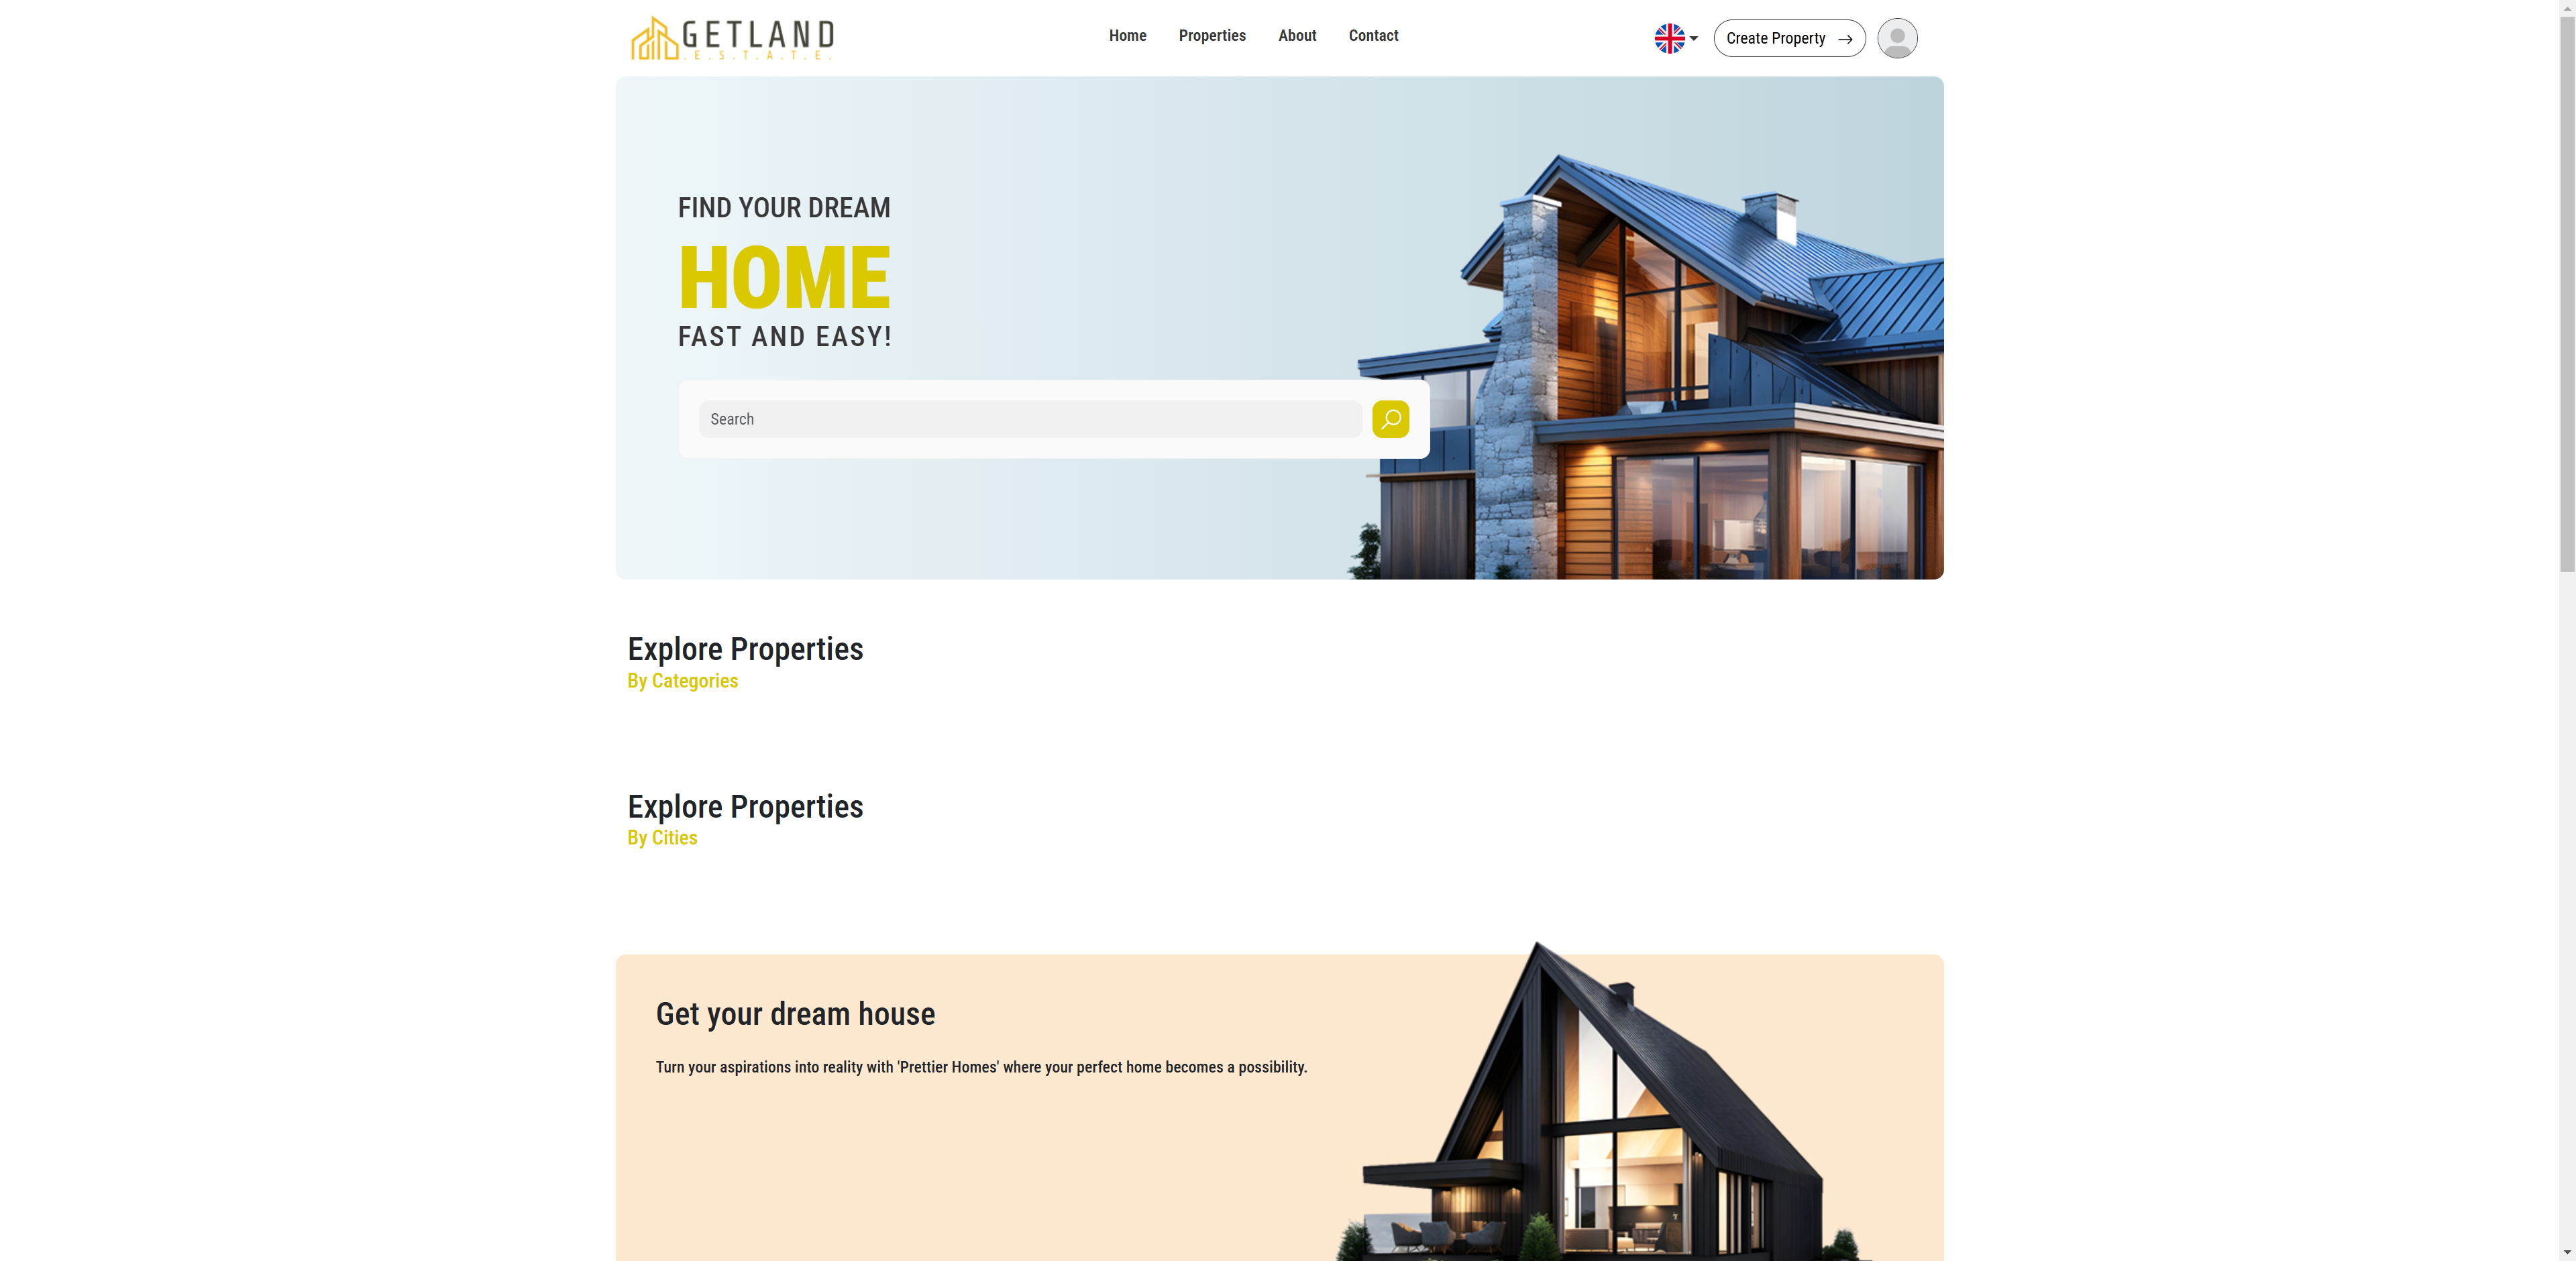 GETLAND
.E.S.T.A.T.E.
Home Properties About Contact
Create Property
FIND YOUR DREAM
HOME
FAST AND EASY!
Search
Explore Properties
By Categories
Explore Properties
By Cities
Get your dream house
Turn your aspirations into reality with 'Prettier Homes' where your perfect home becomes a possibility.